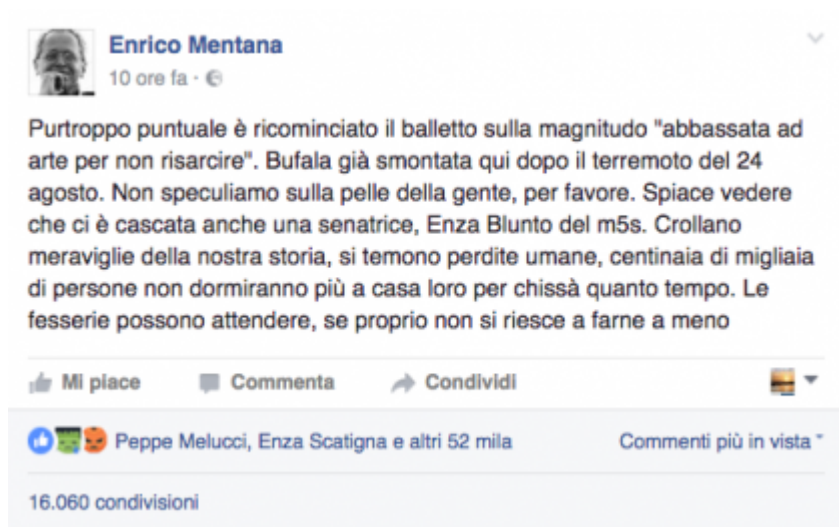 Enrico Mentana
10 ore fa ·
Purtroppo puntuale è ricominciato il balletto sulla magnitudo "abbassata ad
arte per non risarcire". Bufala già smontata qui dopo il terremoto del 24
agosto. Non speculiamo sulla pelle della gente, per favore. Spiace vedere
che ci è cascata anche una senatrice, Enza Blunto del m5s. Crollano
meraviglie della nostra storia, si temono perdite umane, centinaia di migliaia
di persone non dormiranno più a casa loro per chissà quanto tempo. Le
fesserie possono attendere, se proprio non si riesce a farne a meno
Mi piace Commenta Condividi
Peppe Melucci, Enza Scatigna e altri 52 mila Commenti più in vista
16.060 condivisioni